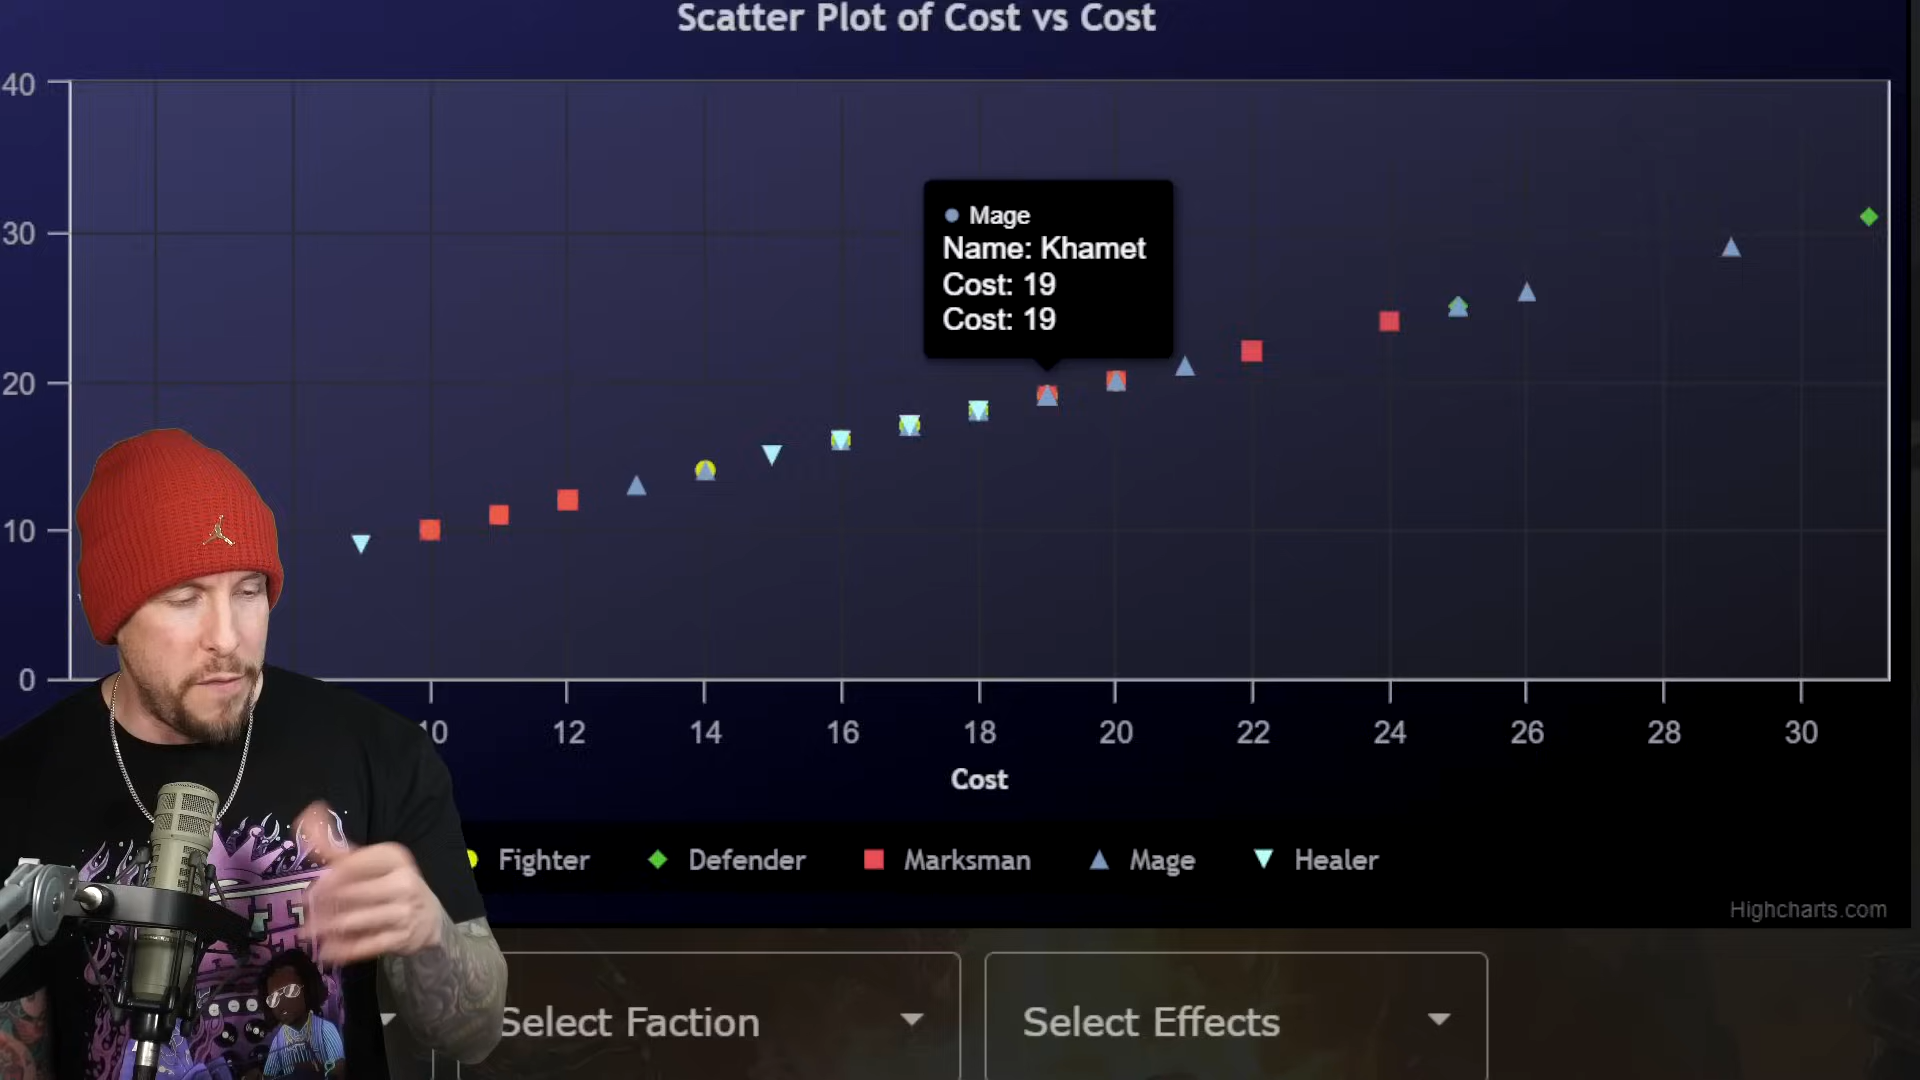 Scatter Plot of Cost vs Cost
40
30
20
10
0
Mage
Name: Khamet
Cost: 19
Cost: 19
10 12 14 16 18 20 22 24 26 28 30
Cost
Fighter Defender Marksman Mage Healer
Highcharts.com
Select Faction
Select Effects